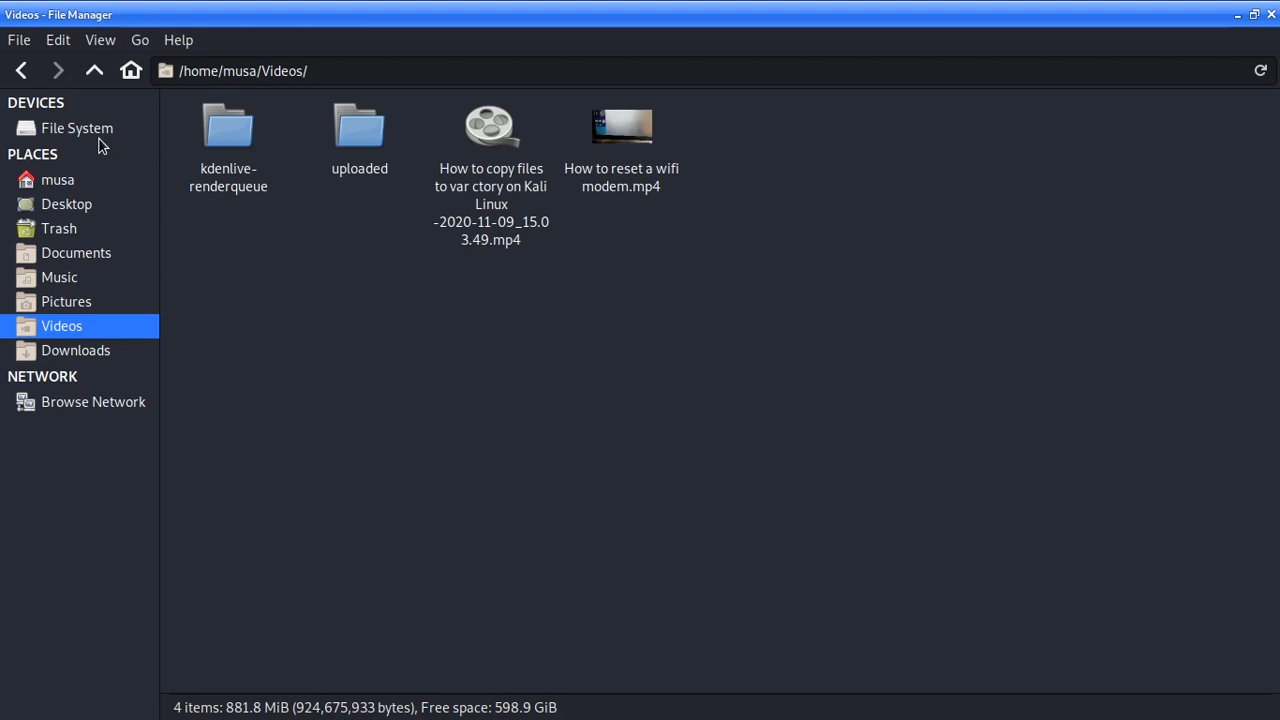 Videos - File Manager
File Edit View Go Help
/home/musa/Videos/
DEVICES
File System
PLACES
musa
Desktop
Trash
Documents
Music
Pictures
Videos
Downloads
NETWORK
Browse Network
kdenlive-
renderqueue
uploaded
How to copy files
to var ctory on Kali
Linux
-2020-11-09_15.0
3.49.mp4
How to reset a wifi
modem.mp4
4 items: 881.8 MiB (924,675,933 bytes), Free space: 598.9 GiB